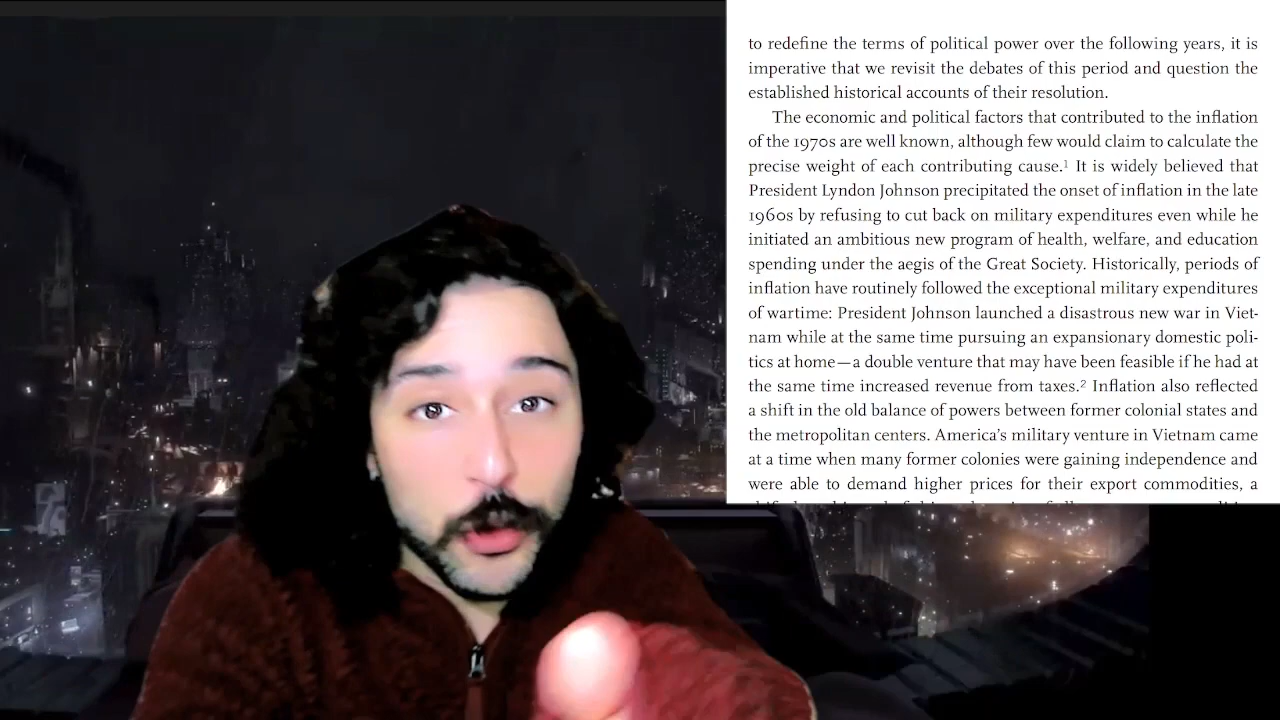 to redefine the terms of political power over the following years, it is
imperative that we revisit the debates of this period and question the
established historical accounts of their resolution.
The economic and political factors that contributed to the inflation
of the 1970s are well known, although few would claim to calculate the
precise weight of each contributing cause.¹ It is widely believed that
President Lyndon Johnson precipitated the onset of inflation in the late
1960s by refusing to cut back on military expenditures even while he
initiated an ambitious new program of health, welfare, and education
spending under the aegis of the Great Society. Historically, periods of
inflation have routinely followed the exceptional military expenditures
of wartime: President Johnson launched a disastrous new war in Viet-
nam while at the same time pursuing an expansionary domestic poli-
tics at home—a double venture that may have been feasible if he had at
the same time increased revenue from taxes.² Inflation also reflected
a shift in the old balance of powers between former colonial states and
the metropolitan centers. America's military venture in Vietnam came
at a time when many former colonies were gaining independence and
were able to demand higher prices for their export commodities, a